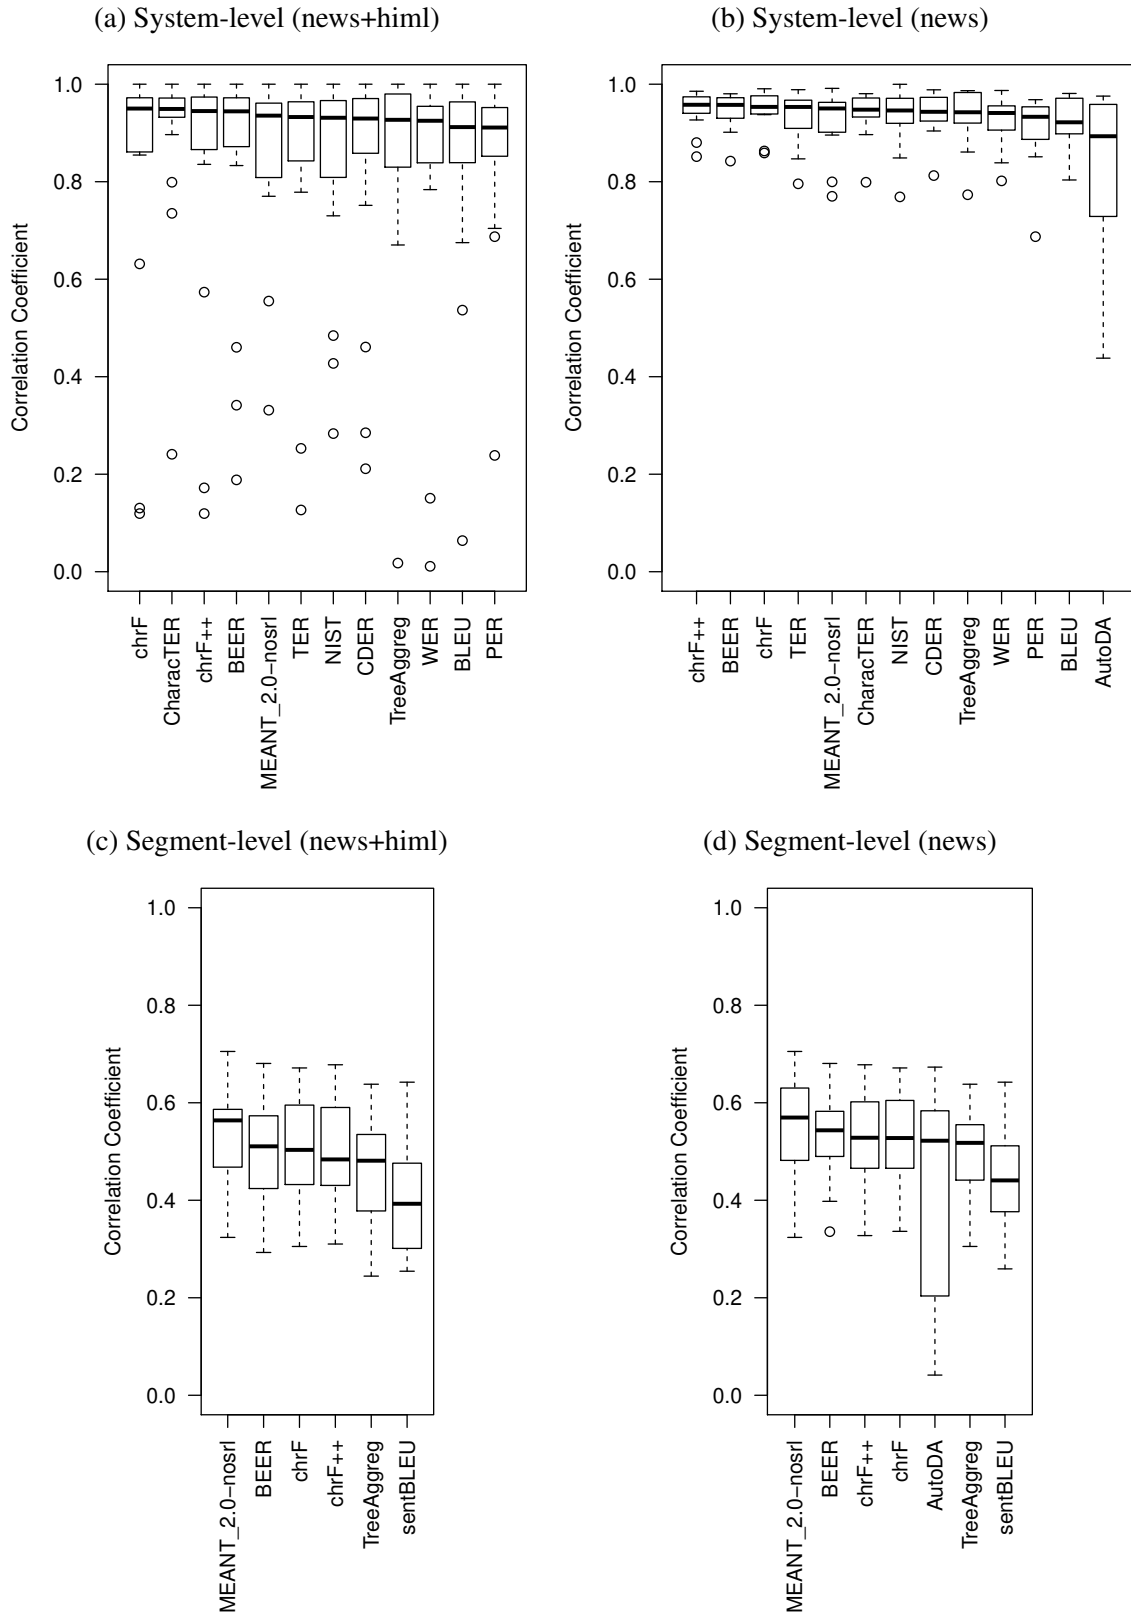 (a) System-level (news+himl)
Correlation Coefficient
1.0
0.8
0.6
0.4
0.2
0.0
chrF
CharacTER
chrF++
BEER
MEANT_2.0−nosrl
TER
NIST
CDER
TreeAggreg
WER
BLEU
PER
(b) System-level (news)
Correlation Coefficient
1.0
0.8
0.6
0.4
0.2
0.0
chrF++
BEER
chrF
TER
MEANT_2.0−nosrl
CharacTER
NIST
CDER
TreeAggreg
WER
PER
BLEU
AutoDA
(c) Segment-level (news+himl)
Correlation Coefficient
1.0
0.8
0.6
0.4
0.2
0.0
MEANT_2.0−nosrl
BEER
chrF
chrF++
TreeAggreg
sentBLEU
(d) Segment-level (news)
Correlation Coefficient
1.0
0.8
0.6
0.4
0.2
0.0
MEANT_2.0−nosrl
BEER
chrF++
chrF
AutoDA
TreeAggreg
sentBLEU